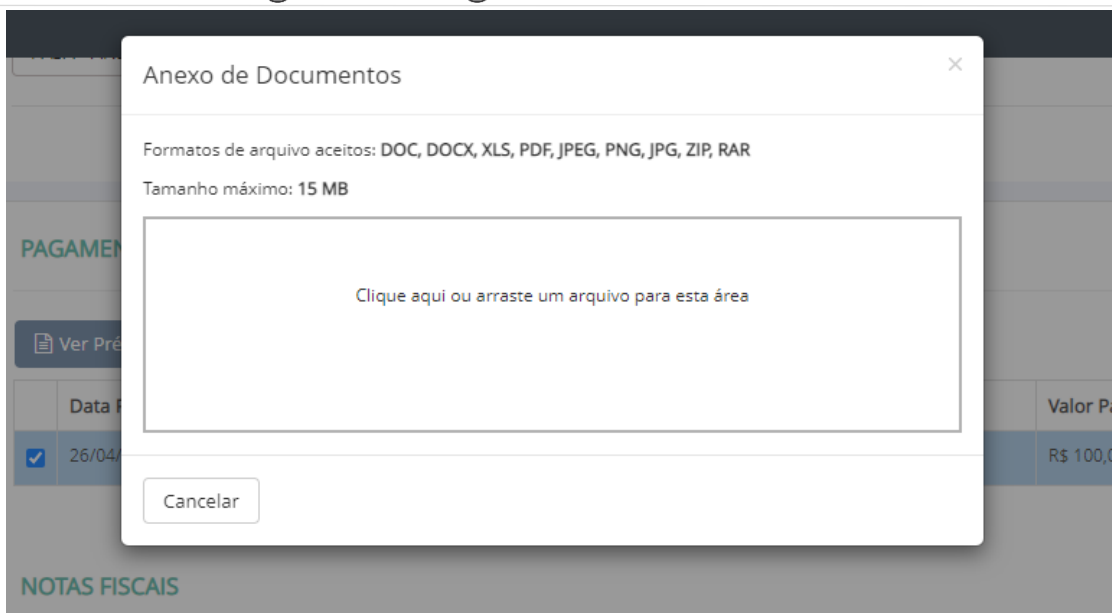 Anexo de Documentos
×
Formatos de arquivo aceitos: DOC, DOCX, XLS, PDF, JPEG, PNG, JPG, ZIP, RAR
Tamanho máximo: 15 MB
Clique aqui ou arraste um arquivo para esta área
Cancelar
PAGAMEN
Ver Pré
Data
Valor P
26/04/
R$ 100,
NOTAS FISCAIS